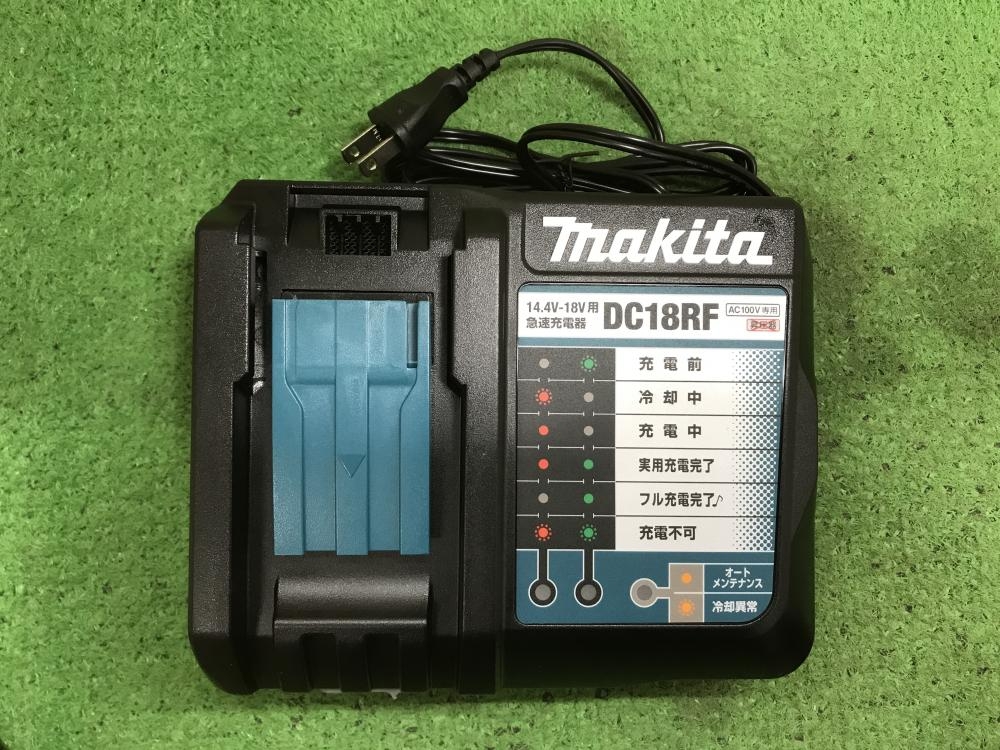 makita
14.4V-18V用
急速充電器
DC18RF
AC100V専用
充電前
冷却中
充電中
実用充電完了
フル充電完了♪
充電不可
オート
メンテナンス
冷却異常